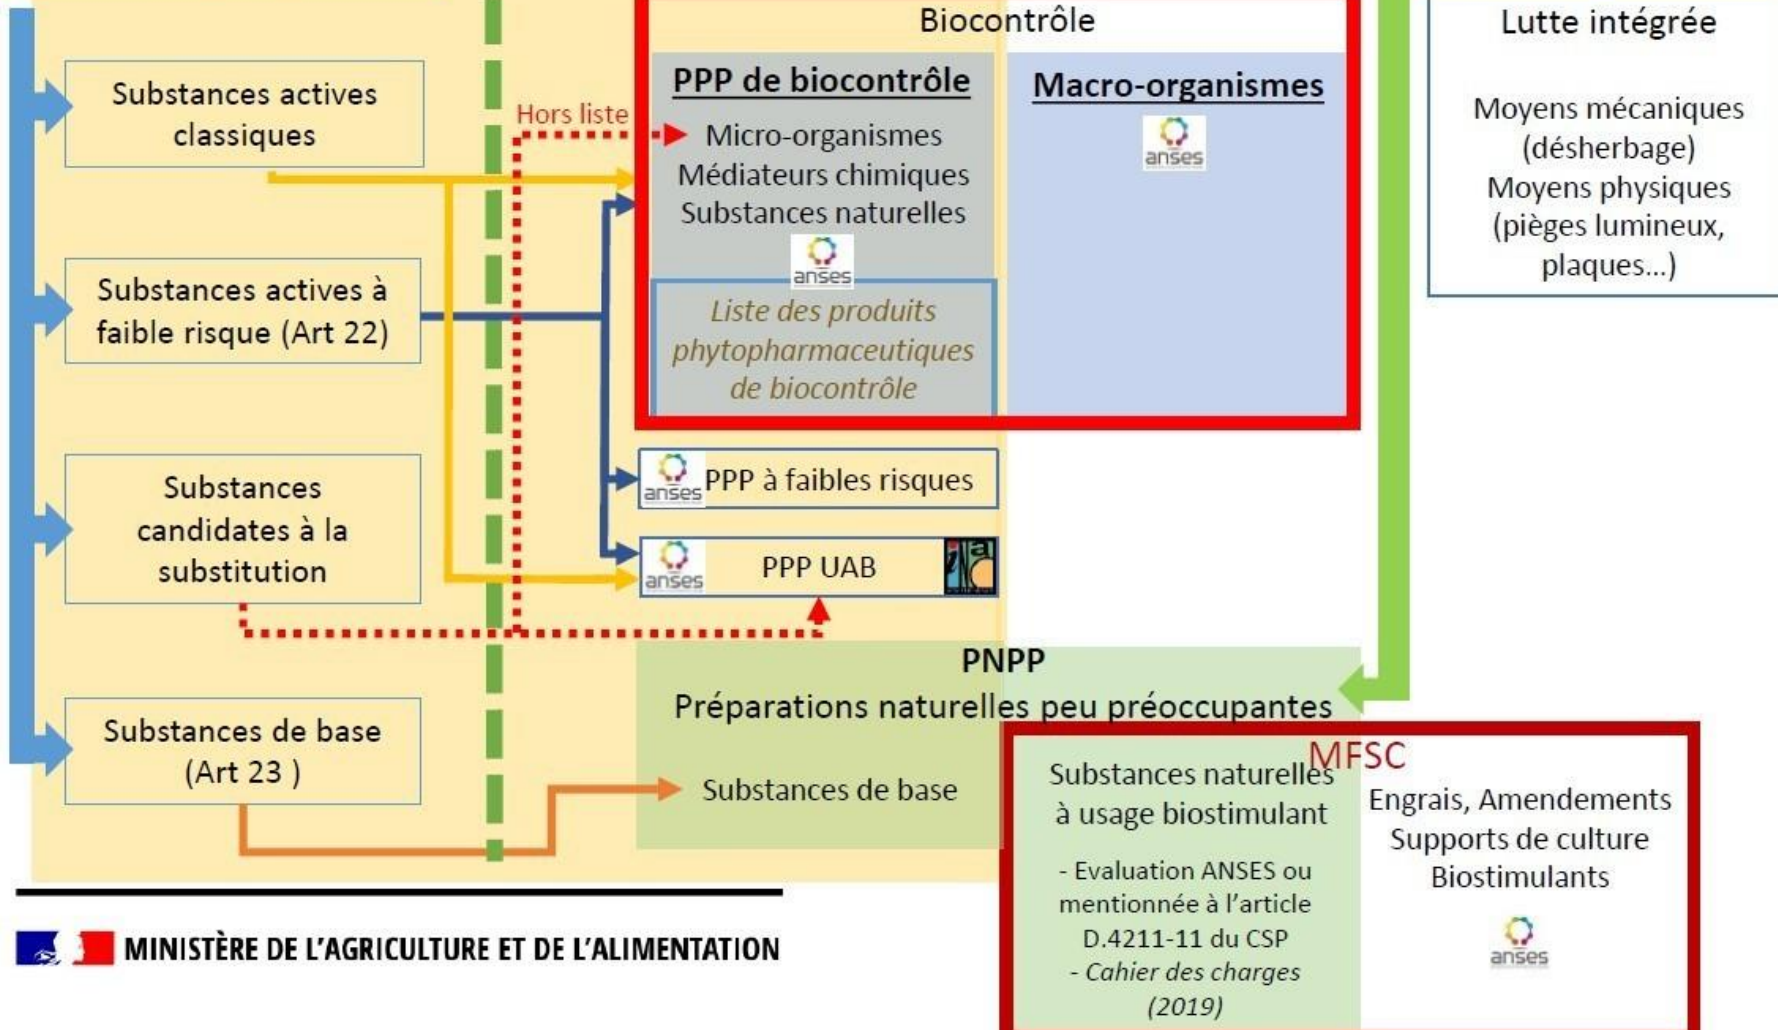 Biocontrôle
Lutte intégrée
Substances actives
classiques
Hors liste
PPP de biocontrôle
Micro-organismes
Médiateurs chimiques
Substances naturelles
anses
Liste des produits
phytopharmaceutiques
de biocontrôle
Macro-organismes
anses
Moyens mécaniques
(désherbage)
Moyens physiques
(pièges lumineux,
plaques...)
Substances actives à
faible risque (Art 22)
Substances
candidates à la
substitution
anses
PPP à faibles risques
anses
PPP UAB
PNPP
Préparations naturelles peu préoccupantes
Substances de base
(Art 23 )
Substances de base
MFSC
Substances naturelles
à usage biostimulant
- Evaluation ANSES ou
mentionnée à l'article
D.4211-11 du CSP
- Cahier des charges
(2019)
Engrais, Amendements
Supports de culture
Biostimulants
anses
MINISTÈRE DE L'AGRICULTURE ET DE L'ALIMENTATION